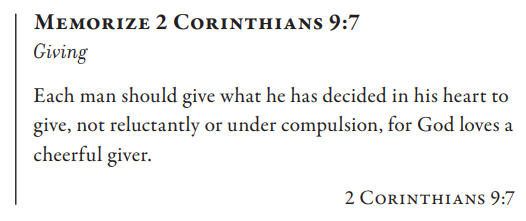 Memorize 2 Corinthians 9:7
Giving
Each man should give what he has decided in his heart to
give, not reluctantly or under compulsion, for God loves a
cheerful giver.
2 Corinthians 9:7